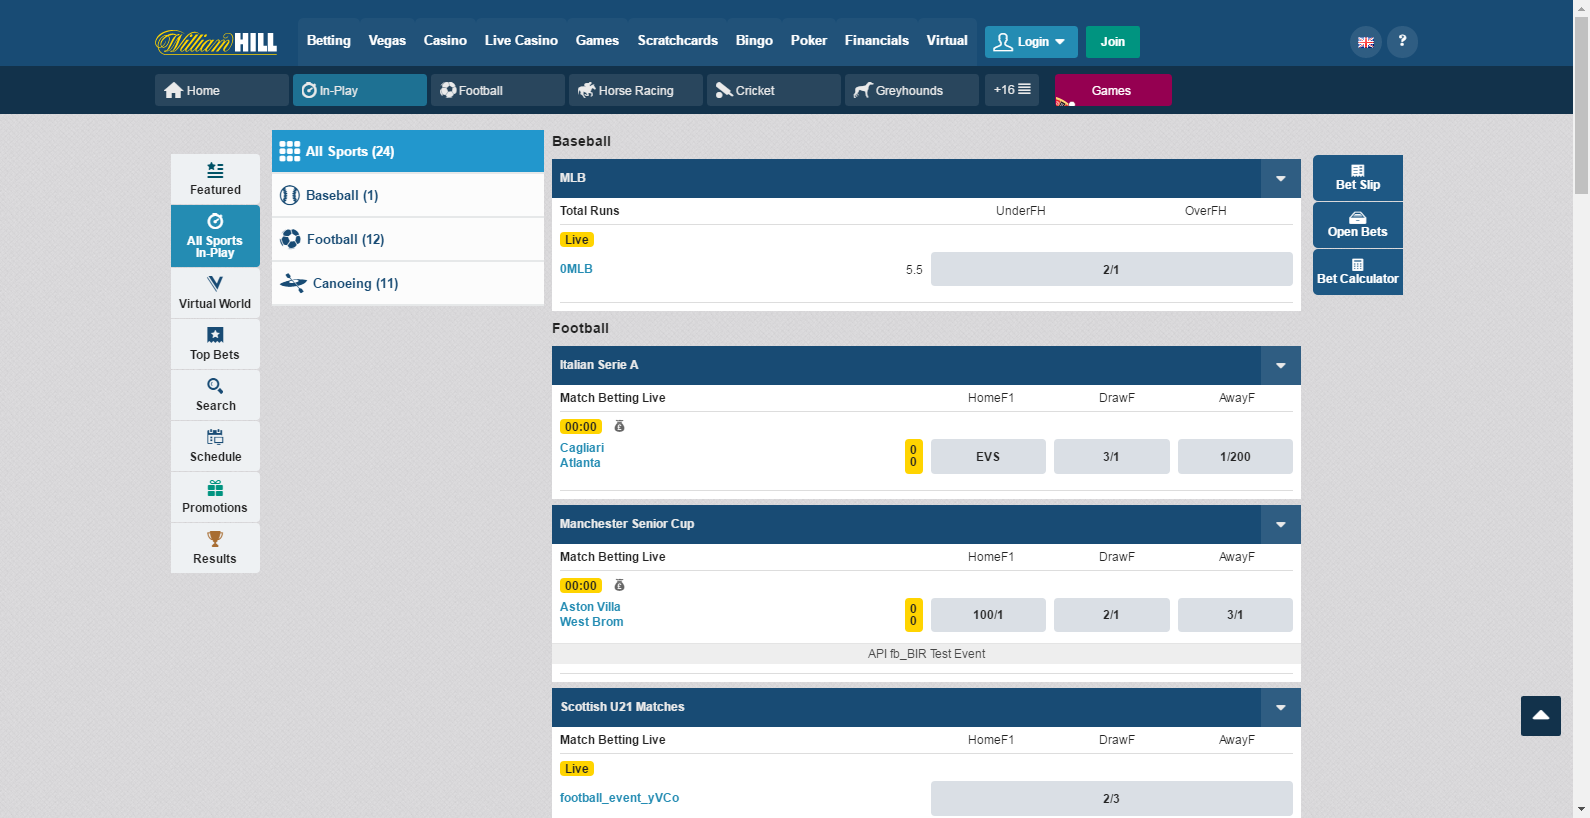 William HILL
Betting Vegas Casino Live Casino Games Scratchcards Bingo Poker Financials Virtual Login Join ?
Home In-Play Football Horse Racing Cricket Greyhounds +16 Games
Featured
All Sports
In-Play
Virtual World
Top Bets
Search
Schedule
Promotions
Results
All Sports (24)
Baseball (1)
Football (12)
Canoeing (11)
Baseball
MLB
Total Runs UnderFH OverFH
Live
0MLB 5.5 2/1
Football
Italian Serie A
Match Betting Live HomeF1 DrawF AwayF
00:00
Cagliari 0
Atlanta 0
EVS 3/1 1/200
Manchester Senior Cup
Match Betting Live HomeF1 DrawF AwayF
00:00
Aston Villa 0
West Brom 0
100/1 2/1 3/1
API fb_BIR Test Event
Scottish U21 Matches
Match Betting Live HomeF1 DrawF AwayF
Live
football_event_yVCo 2/3
Bet Slip
Open Bets
Bet Calculator